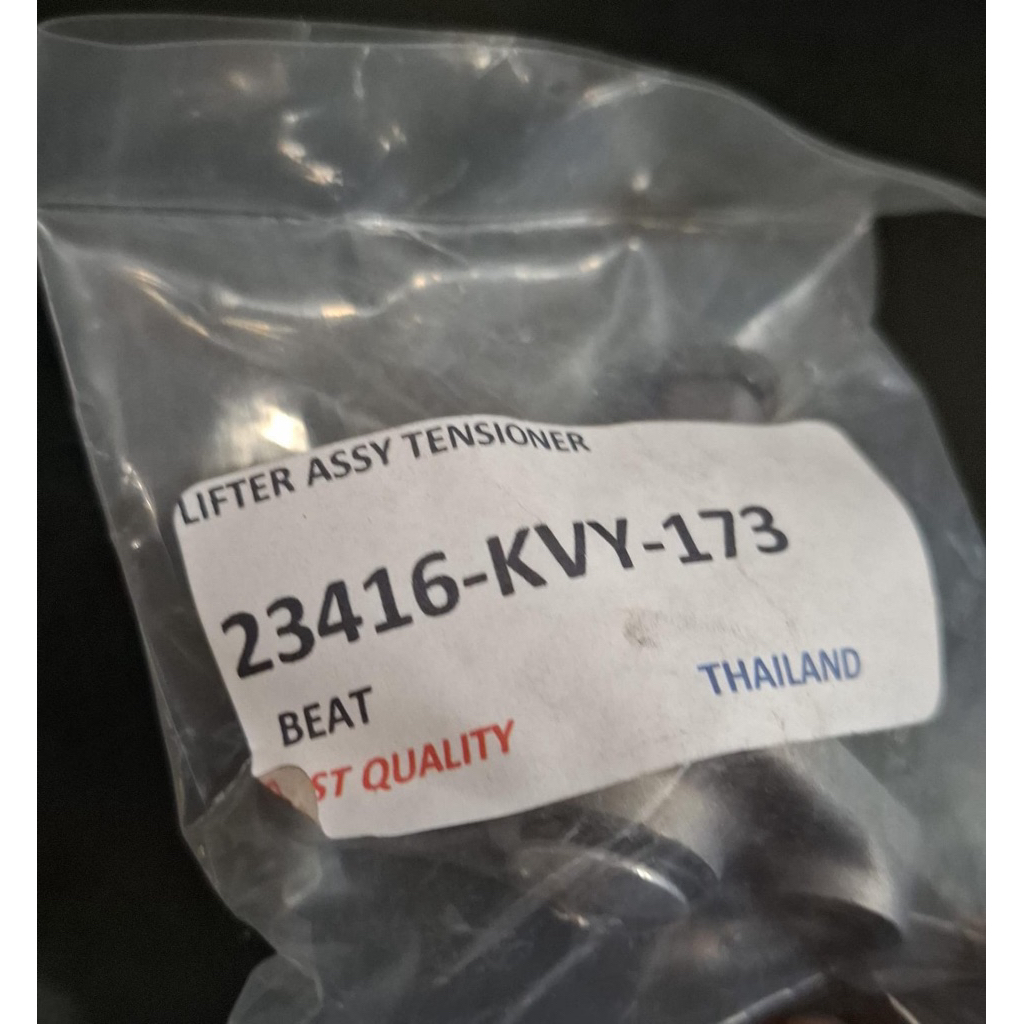 LIFTER ASSY TENSIONER
23416-KVY-173
BEAT
THAILAND
QUALITY